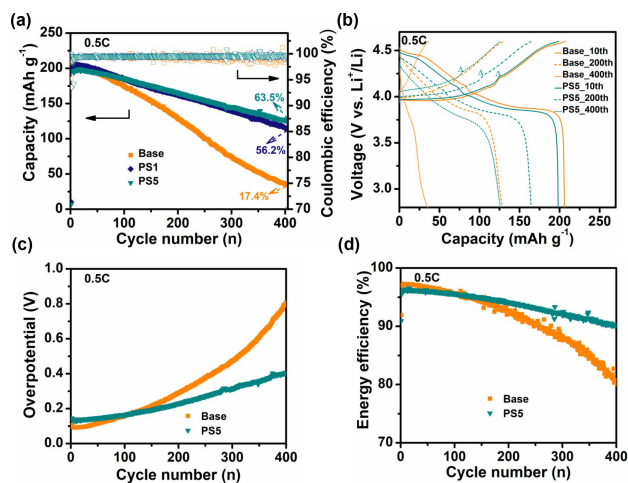 (a)
0.5C
Capacity (mAh g⁻¹)
250
200
150
100
50
0
0 100 200 300 400
Cycle number (n)
Coulombic efficiency (%)
100
95
90
85
80
75
70
63.5%
56.2%
17.4%
Base
PS1
PS5
(b)
0.5C
Voltage (V vs. Li⁺/Li)
4.5
4.0
3.5
3.0
0 50 100 150 200 250
Capacity (mAh g⁻¹)
Base_10th
Base_200th
Base_400th
PS5_10th
PS5_200th
PS5_400th
(c)
0.5C
Overpotential (V)
1.0
0.8
0.6
0.4
0.2
0.0
0 100 200 300 400
Cycle number (n)
Base
PS5
(d)
0.5C
Energy efficiency (%)
100
90
80
70
0 100 200 300 400
Cycle number (n)
Base
PS5